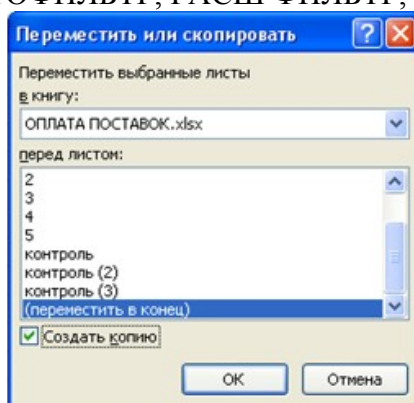 Переместить или скопировать
Переместить выбранные листы
в книгу:
ОПЛАТА ПОСТАВОК.xlsx
перед листом:
2
3
4
5
контроль
контроль (2)
контроль (3)
(переместить в конец)
Создать копию
ОК
Отмена